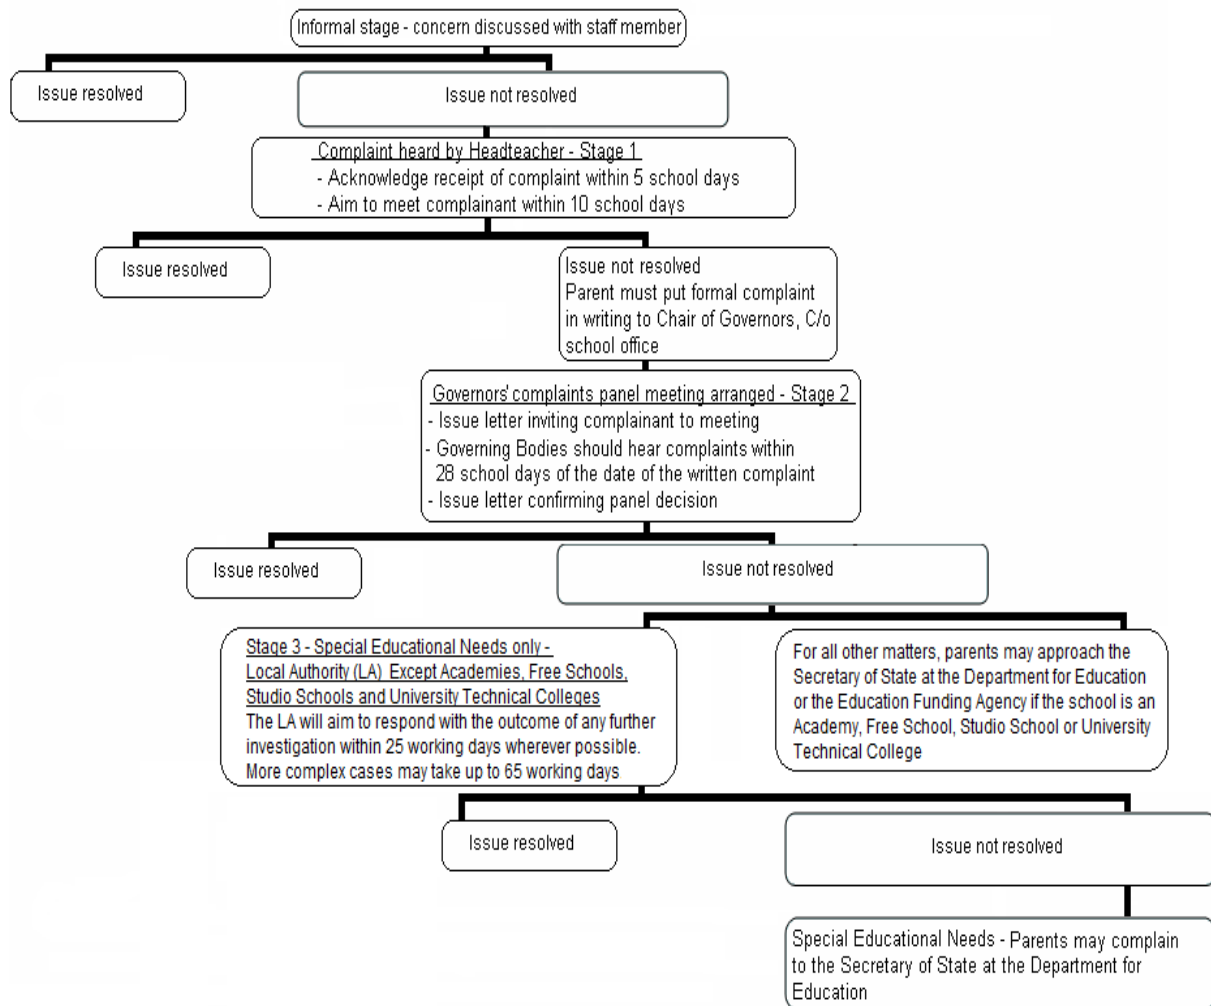 Informal stage - concern discussed with staff member
Issue resolved
Issue not resolved
Complaint heard by Headteacher - Stage 1
- Acknowledge receipt of complaint within 5 school days
- Aim to meet complainant within 10 school days
Issue resolved
Issue not resolved
Parent must put formal complaint
in writing to Chair of Governors, C/o
school office
Governors' complaints panel meeting arranged - Stage 2
- Issue letter inviting complainant to meeting
- Governing Bodies should hear complaints within
28 school days of the date of the written complaint
- Issue letter confirming panel decision
Issue resolved
Issue not resolved
Stage 3 - Special Educational Needs only -
Local Authority (LA) Except Academies, Free Schools,
Studio Schools and University Technical Colleges
The LA will aim to respond with the outcome of any further
investigation within 25 working days wherever possible.
More complex cases may take up to 65 working days
For all other matters, parents may approach the
Secretary of State at the Department for Education
or the Education Funding Agency if the school is an
Academy, Free School, Studio School or University
Technical College
Issue resolved
Issue not resolved
Special Educational Needs - Parents may complain
to the Secretary of State at the Department for
Education